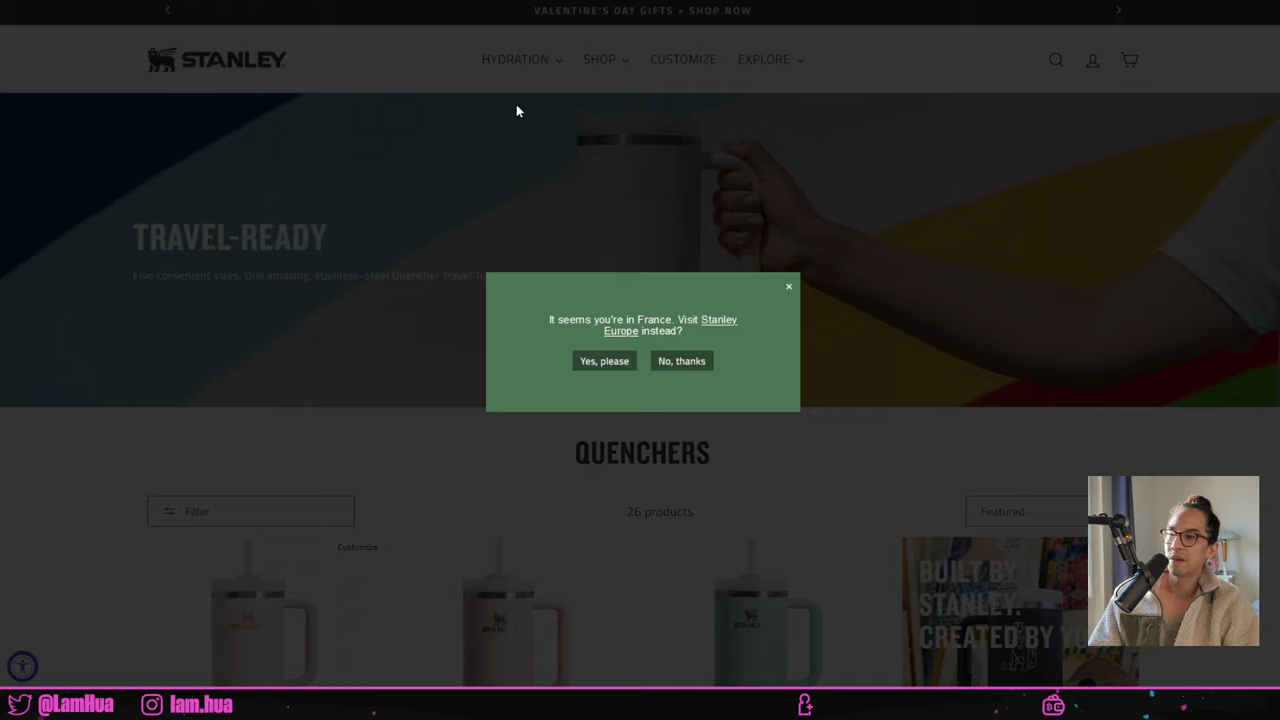 VALENTINE'S DAY GIFTS > SHOP NOW
STANLEY
HYDRATION
SHOP
CUSTOMIZE
EXPLORE
TRAVEL-READY
Five convenient sizes. One amazing, stainless-steel Quencher Travel
It seems you're in France. Visit Stanley
Europe instead?
Yes, please
No, thanks
QUENCHERS
Filter
26 products
Featured
Customize
BUILT BY
STANLEY.
CREATED BY
STANLEY
@LamHua
lam.hua